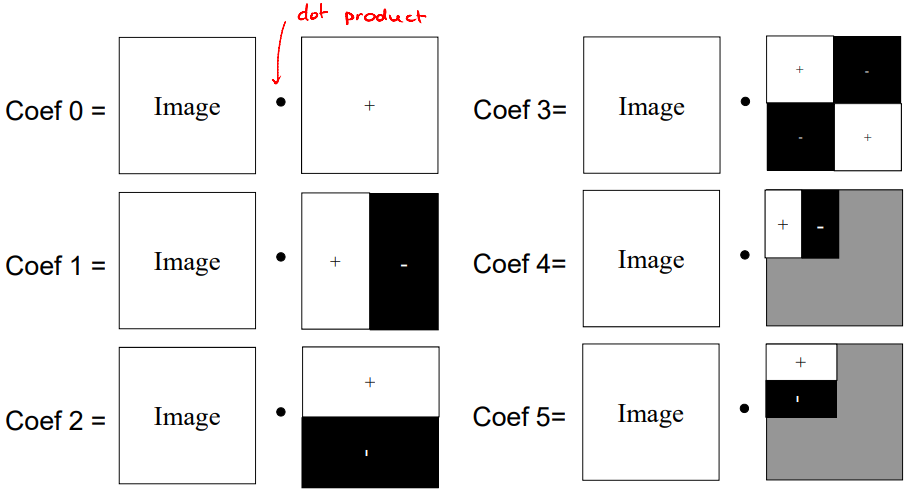 dot product
Coef 0 = Image • +
Coef 1 = Image • + -
Coef 2 = Image • + -
Coef 3= Image • + - - +
Coef 4= Image • + -
Coef 5= Image • + -